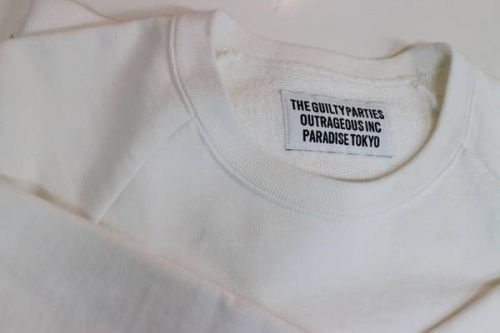 THE GUILTY PARTIES
OUTRAGEOUS INC
PARADISE TOKYO